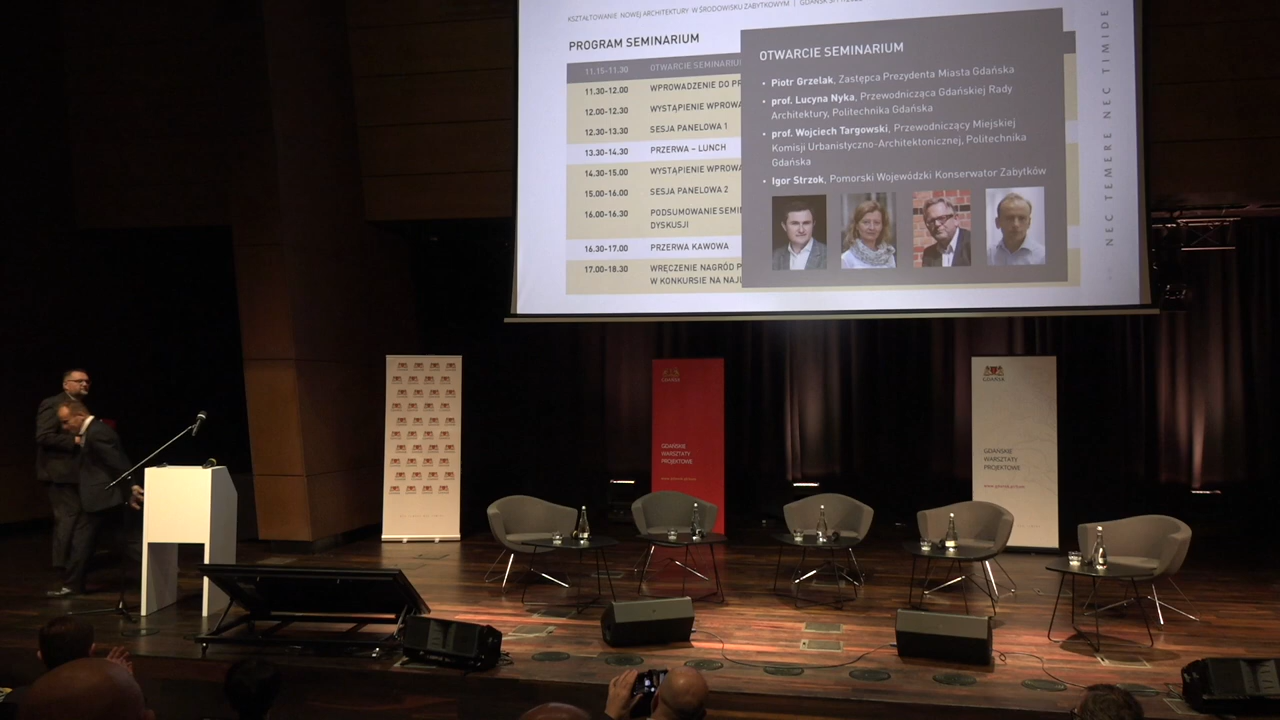 KSZTAŁTOWANIE NOWEJ ARCHITEKTURY W ŚRODOWISKU ZABYTKOWYM |
PROGRAM SEMINARIUM
11.15-11.30 OTWARCIE SEMINARIUM
11.30-12.00 WPROWADZENIE DO PR
12.00-12.30 WYSTĄPIENIE WPROWA
12.30-13.30 SESJA PANELOWA 1
13.30-14.30 PRZERWA – LUNCH
14.30-15.00 WYSTĄPIENIE WPROWA
15.00-16.00 SESJA PANELOWA 2
16.00-16.30 PODSUMOWANIE SEMI
DYSKUSJI
16.30-17.00 PRZERWA KAWOWA
17.00-18.30 WRĘCZENIE NAGRÓD P
W KONKURSIE NA NAJL
OTWARCIE SEMINARIUM
• Piotr Grzelak, Zastępca Prezydenta Miasta Gdańska
• prof. Lucyna Nyka, Przewodnicząca Gdańskiej Rady
Architektury, Politechnika Gdańska
• prof. Wojciech Targowski, Przewodniczący Miejskiej
Komisji Urbanistyczno-Architektonicznej, Politechnika
Gdańska
• Igor Strzok, Pomorski Wojewódzki Konserwator Zabytków
NEC TEMERE NEC TIMIDE
GDAŃSK
GDAŃSKIE
WARSZTATY
PROJEKTOWE
GDAŃSK
GDAŃSKIE
WARSZTATY
PROJEKTOWE